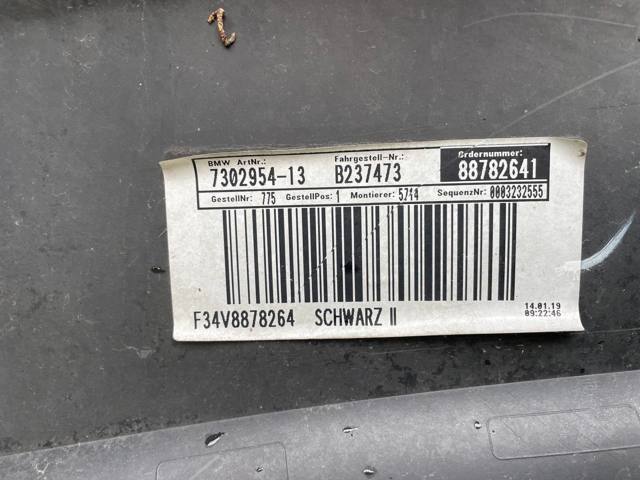 BMW ArtNr.: Fahrgestell-Nr.: Ordernummer:
7302954-13 B237473 88782641
GestellNr: 775 GestellPos: 1 Montierer: 5714 SequenzNr: 0003232555
F34V8878264 SCHWARZ II
14.01.19
09:22:46